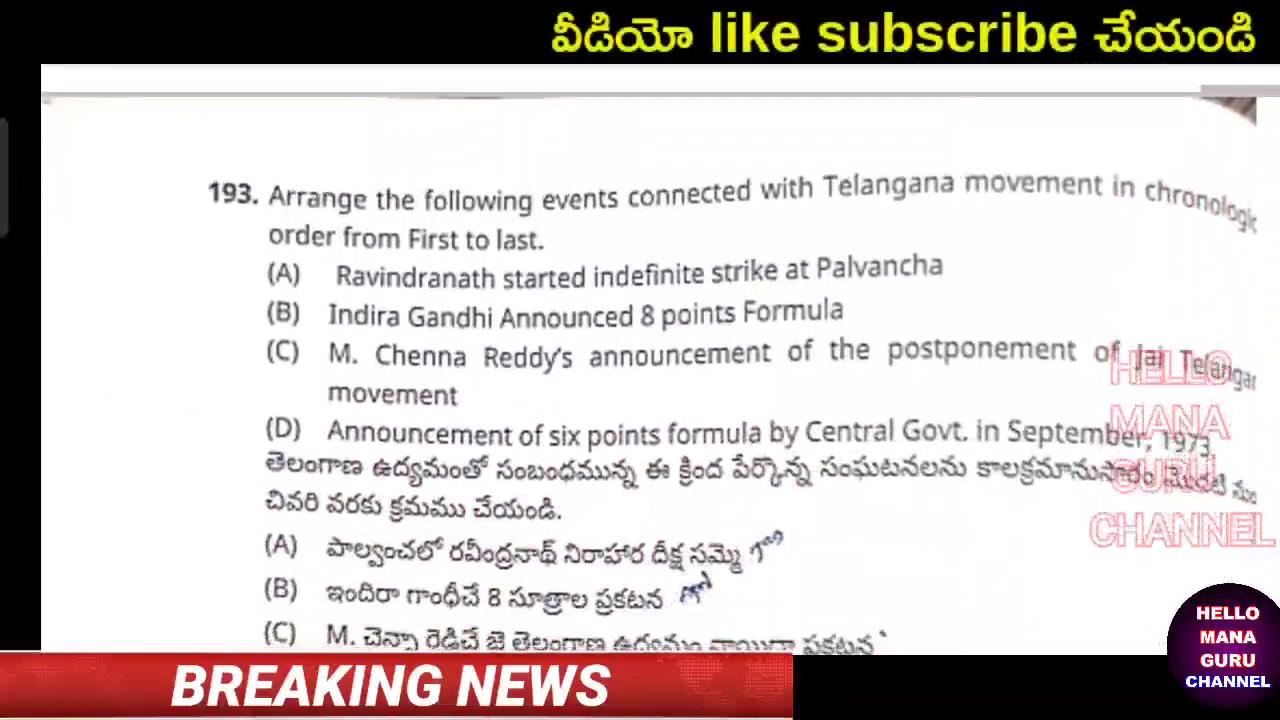 వీడియో like subscribe చేయండి
193. Arrange the following events connected with Telangana movement in chronologic
order from First to last.
(A) Ravindranath started indefinite strike at Palvancha
(B) Indira Gandhi Announced 8 points Formula
(C) M. Chenna Reddy's announcement of the postponement of Jai Telangan
movement
(D) Announcement of six points formula by Central Govt. in September, 1973.
తెలంగాణ ఉద్యమంతో సంబంధమున్న ఈ క్రింద పేర్కొన్న సంఘటనలను కాలక్రమానుసారం మొదటి
చివరి వరకు క్రమము చేయండి.
(A) పాల్వంచలో రవీంద్రనాథ్ నిరాహార దీక్ష సమ్మె
(B) ఇందిరా గాంధీచే 8 సూత్రాల ప్రకటన
(C) M. చెన్నా రెడ్డిచే జై తెలంగాణ ఉద్యమం వాయిదా ప్రకటన
HELLO
MANA
GURU
CHANNEL
HELLO
MANA
GURU
CHANNEL
BREAKING NEWS